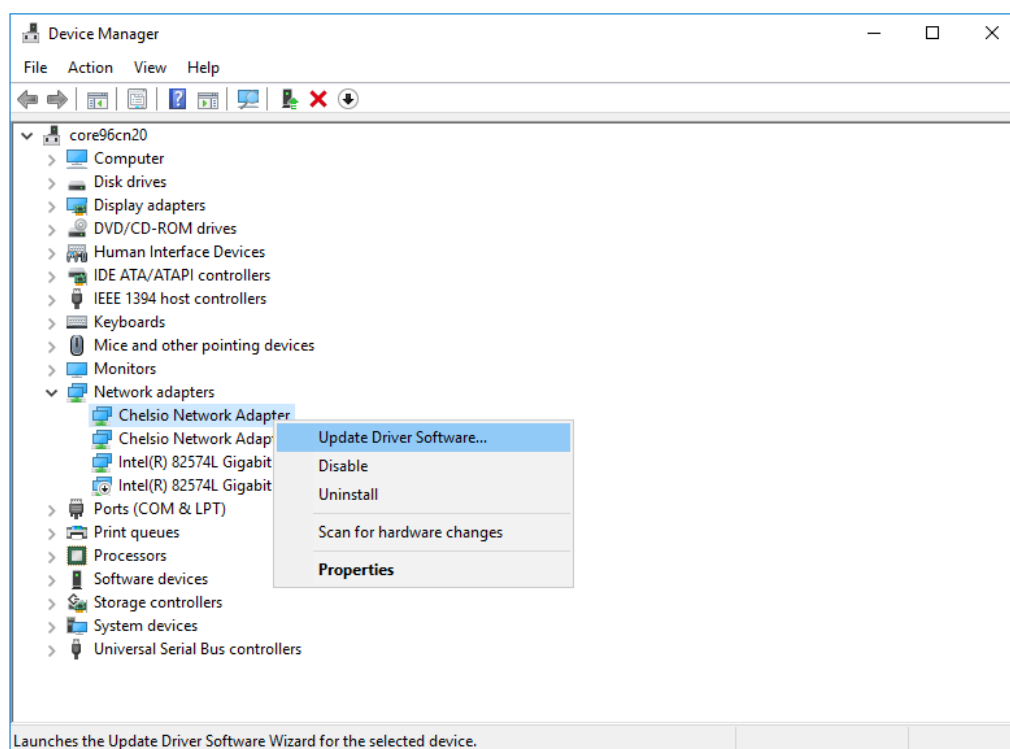 Device Manager
File Action View Help
core96cn20
Computer
Disk drives
Display adapters
DVD/CD-ROM drives
Human Interface Devices
IDE ATA/ATAPI controllers
IEEE 1394 host controllers
Keyboards
Mice and other pointing devices
Monitors
Network adapters
Chelsio Network Adapter
Chelsio Network Adap
Intel(R) 82574L Gigabit
Intel(R) 82574L Gigabit
Update Driver Software...
Disable
Uninstall
Scan for hardware changes
Properties
Ports (COM & LPT)
Print queues
Processors
Software devices
Storage controllers
System devices
Universal Serial Bus controllers
Launches the Update Driver Software Wizard for the selected device.